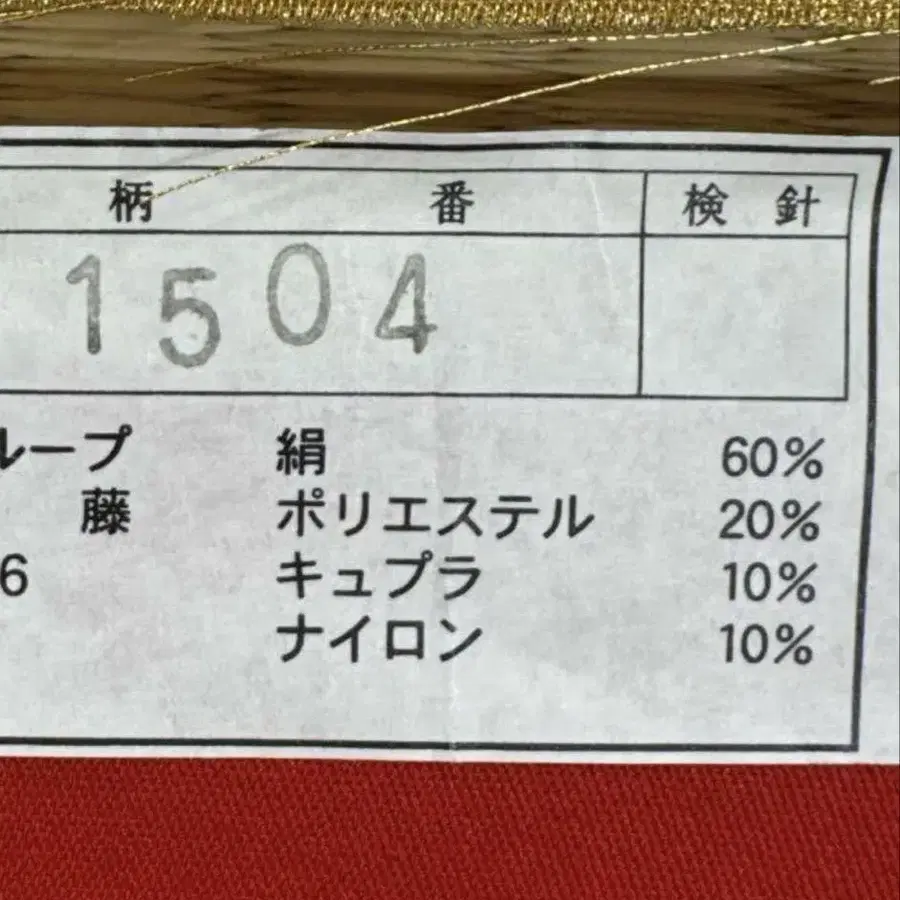 柄 番 検 針
1504
ループ 絹 60%
藤 ポリエステル 20%
6 キュプラ 10%
ナイロン 10%